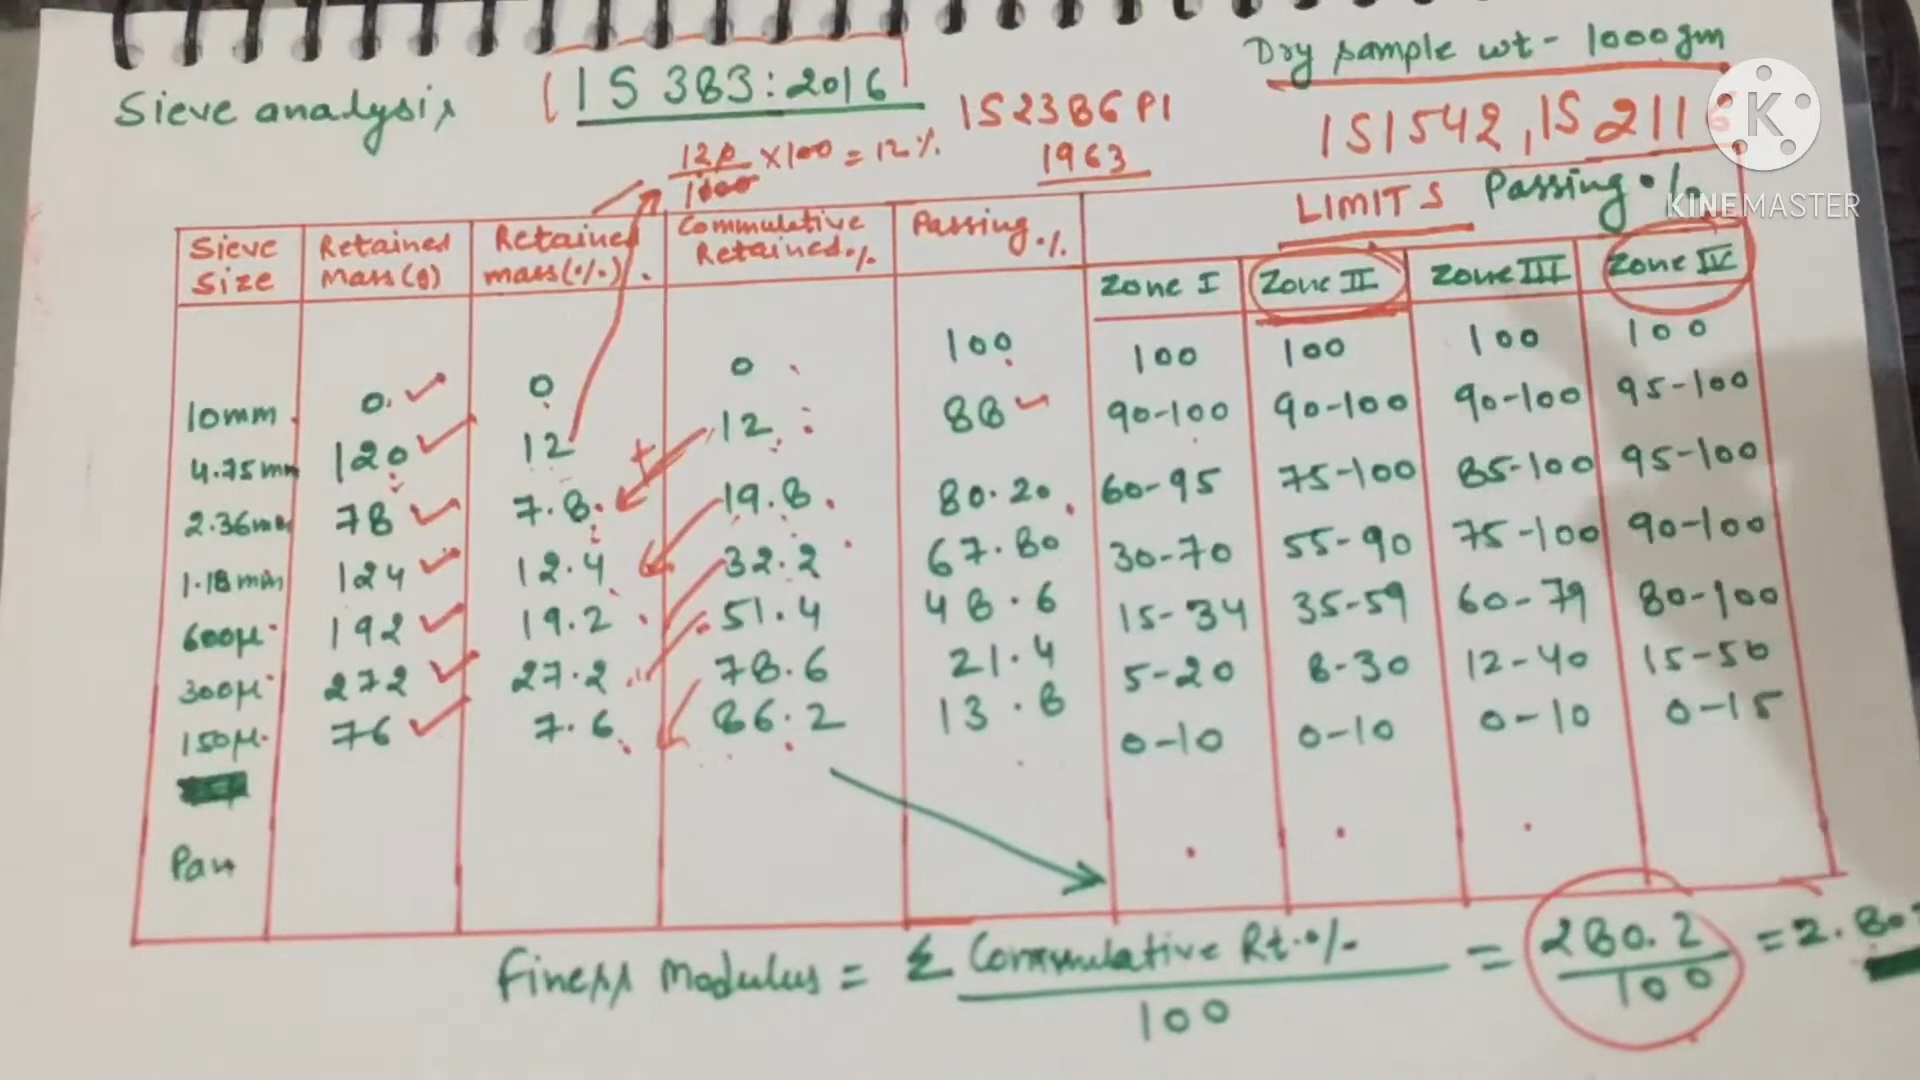 Dry sample wt - 1000gm
Sieve analysis
IS 383:2016
IS2386 P1
1963
IS1542, IS 2116
120/1000 ×100 = 12%
K
KINEMASTER
LIMITS Passing %
Sieve Size | Retained Mass(g) | Retained mass(%) | Commulative Retained % | Passing % | Zone I | Zone II | Zone III | Zone IV
10mm | 0 | 0 | 0 | 100 | 100 | 100 | 100 | 100
4.75mm | 120 | 12 | 12 | 88 | 90-100 | 90-100 | 90-100 | 95-100
2.36mm | 78 | 7.8 | 19.8 | 80.20 | 60-95 | 75-100 | 85-100 | 95-100
1.18mm | 124 | 12.4 | 32.2 | 67.80 | 30-70 | 55-90 | 75-100 | 90-100
600μ | 192 | 19.2 | 51.4 | 48.6 | 15-34 | 35-59 | 60-79 | 80-100
300μ | 272 | 27.2 | 78.6 | 21.4 | 5-20 | 8-30 | 12-40 | 15-50
150μ | 76 | 7.6 | 86.2 | 13.8 | 0-10 | 0-10 | 0-10 | 0-15
Pan
Finess Modulus = Σ Commulative Rt.% / 100 = 280.2 / 100 = 2.80